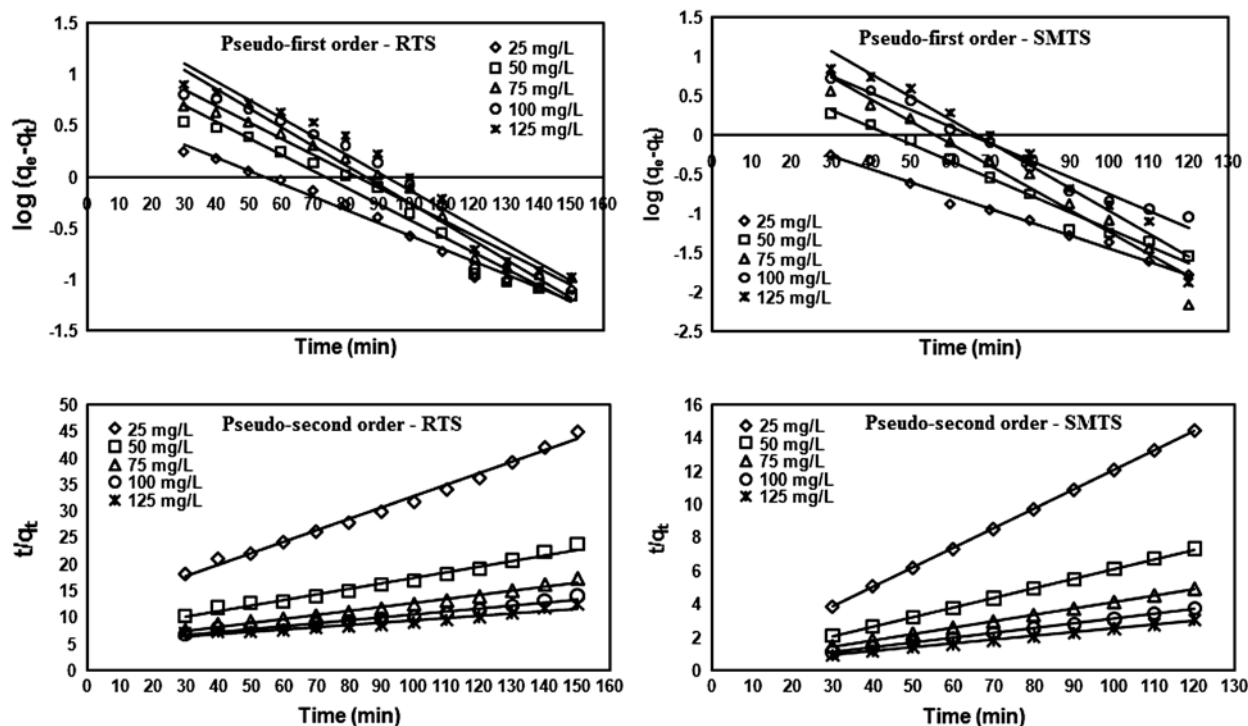 Pseudo-first order - RTS
1.5
1
0.5
0
-0.5
-1
-1.5
log (qe-qt)
0 10 20 30 40 50 60 70 80 90 100 110 120 130 140 150 160
Time (min)
25 mg/L
50 mg/L
75 mg/L
100 mg/L
125 mg/L
Pseudo-first order - SMTS
1.5
1
0.5
0
-0.5
-1
-1.5
-2
-2.5
log (qe-qt)
0 10 20 30 40 50 60 70 80 90 100 110 120 130
Time (min)
25 mg/L
50 mg/L
75 mg/L
100 mg/L
125 mg/L
Pseudo-second order - RTS
50
45
40
35
30
25
20
15
10
5
0
t/qt
0 10 20 30 40 50 60 70 80 90 100 110 120 130 140 150 160
Time (min)
25 mg/L
50 mg/L
75 mg/L
100 mg/L
125 mg/L
Pseudo-second order - SMTS
16
14
12
10
8
6
4
2
0
t/qt
0 10 20 30 40 50 60 70 80 90 100 110 120 130
Time (min)
25 mg/L
50 mg/L
75 mg/L
100 mg/L
125 mg/L